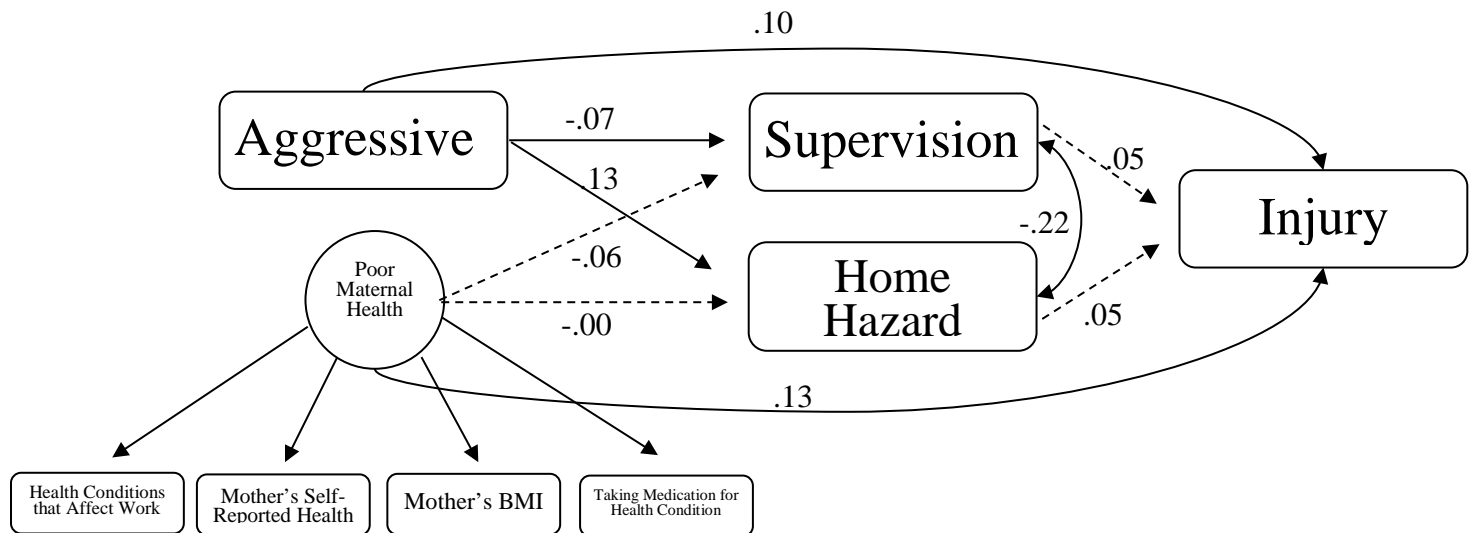 .10
Aggressive
-.07
Supervision
.13
.05
Injury
-.22
-.06
Poor
Maternal
Health
Home
Hazard
-.00
.05
.13
Health Conditions
that Affect Work
Mother's Self-
Reported Health
Mother's BMI
Taking Medication for
Health Condition